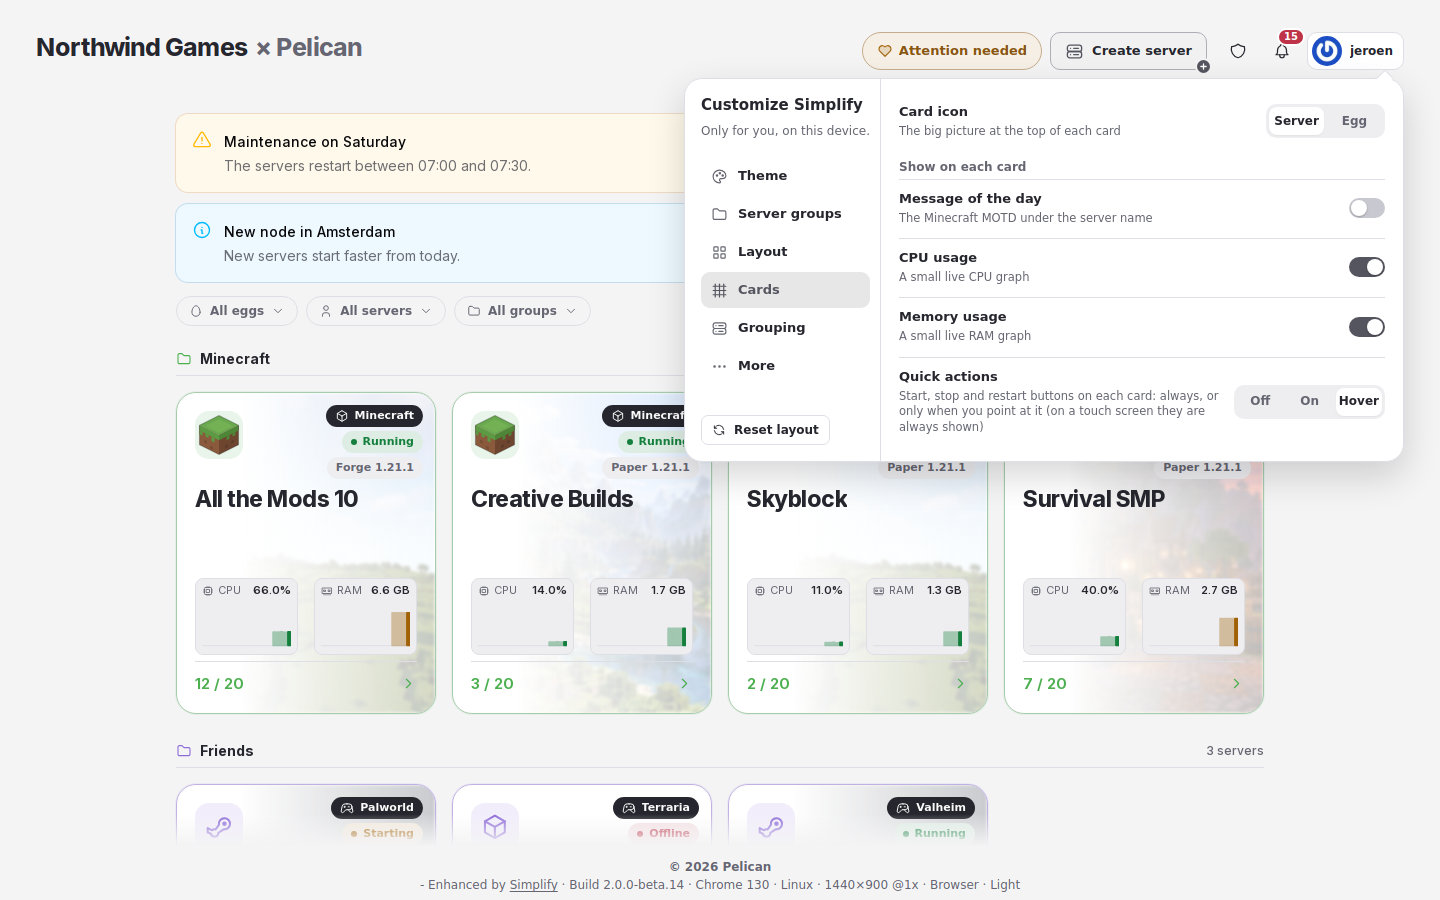 Northwind Games × Pelican
Attention needed
Create server
15
jeroen
Maintenance on Saturday
The servers restart between 07:00 and 07:30.
New node in Amsterdam
New servers start faster from today.
All eggs
All servers
All groups
Customize Simplify
Only for you, on this device.
Theme
Server groups
Layout
Cards
Grouping
More
Reset layout
Card icon
The big picture at the top of each card
Server
Egg
Show on each card
Message of the day
The Minecraft MOTD under the server name
CPU usage
A small live CPU graph
Memory usage
A small live RAM graph
Quick actions
Start, stop and restart buttons on each card: always, or
only when you point at it (on a touch screen they are
always shown)
Off
On
Hover
Minecraft
Minecraft
Running
Forge 1.21.1
All the Mods 10
CPU 66.0%
RAM 6.6 GB
12 / 20
Minecraft
Running
Paper 1.21.1
Creative Builds
CPU 14.0%
RAM 1.7 GB
3 / 20
Paper 1.21.1
Skyblock
CPU 11.0%
RAM 1.3 GB
2 / 20
Paper 1.21.1
Survival SMP
CPU 40.0%
RAM 2.7 GB
7 / 20
Friends
3 servers
Palworld
Starting
Terraria
Offline
Valheim
Running
© 2026 Pelican
- Enhanced by Simplify · Build 2.0.0-beta.14 · Chrome 130 · Linux · 1440×900 @1x · Browser · Light